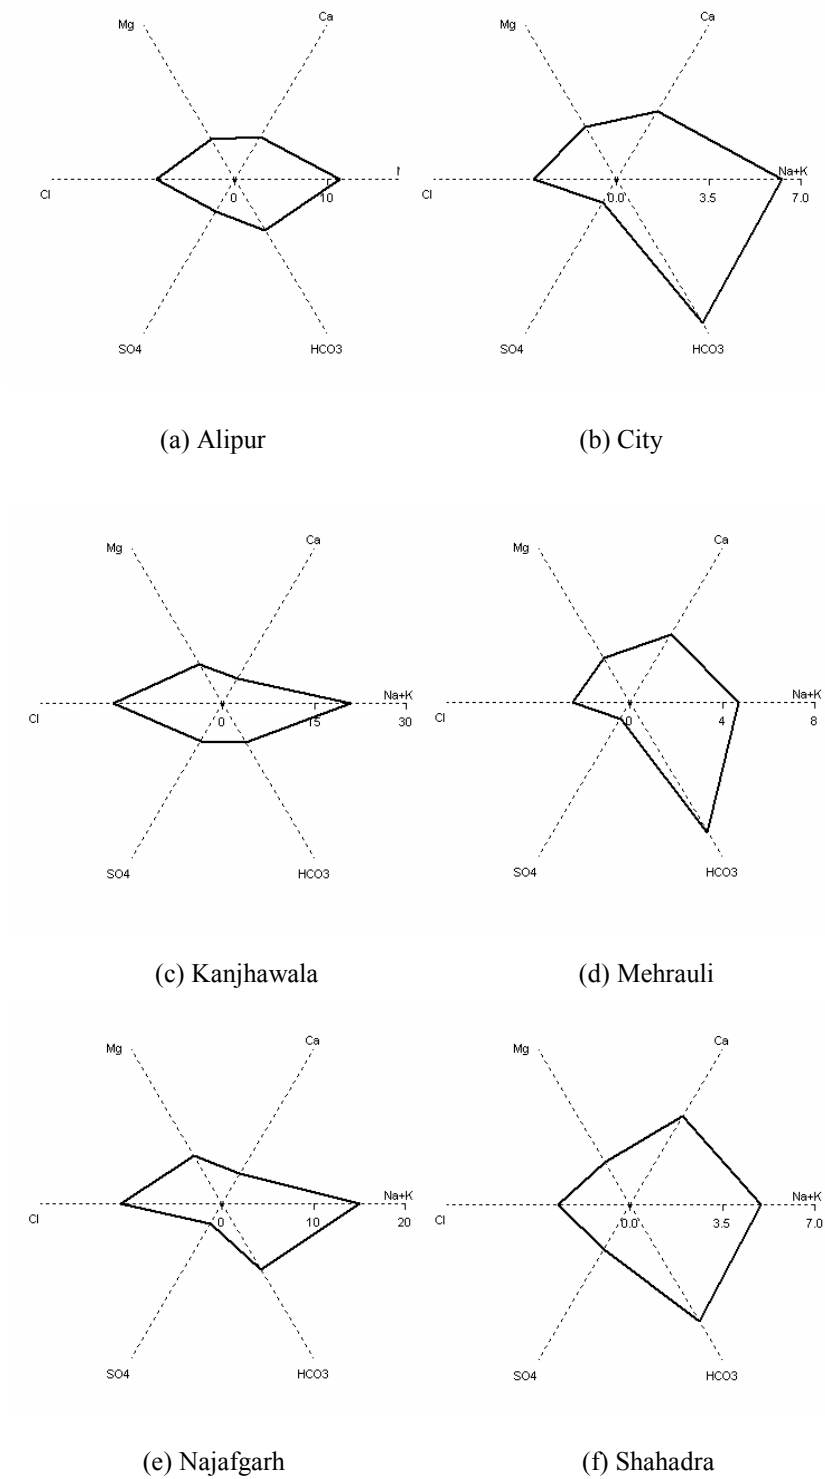 Mg Ca Mg Ca
Cl 0 10 Cl 0.0 3.5 Na+K 7.0
SO4 HCO3 SO4 HCO3
(a) Alipur (b) City
Mg Ca Mg Ca
Cl 0 15 Na+K 30 Cl 0 4 Na+K 8
SO4 HCO3 SO4 HCO3
(c) Kanjhawala (d) Mehrauli
Mg Ca Mg Ca
Cl 0 10 Na+K 20 Cl 0.0 3.5 Na+K 7.0
SO4 HCO3 SO4 HCO3
(e) Najafgarh (f) Shahadra